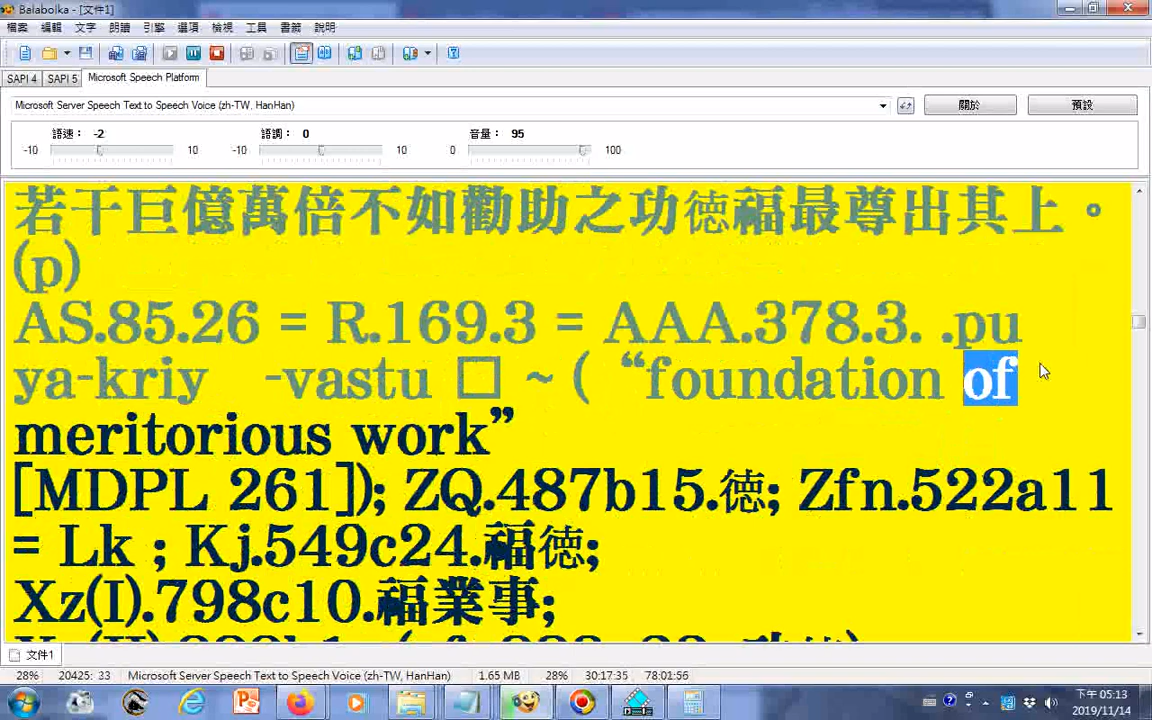 Balabolka - [文件1]
檔案 編輯 文字 朗讀 引擎 選項 檢視 工具 書籤 說明
SAPI 4 SAPI 5 Microsoft Speech Platform
Microsoft Server Speech Text to Speech Voice (zh-TW, HanHan) 關於 預設
語速： -2 語調： 0 音量： 95
-10 10 -10 10 0 100
若干巨億萬倍不如勸助之功徳福最尊出其上。
(p)
AS.85.26 = R.169.3 = AAA.378.3. .pu
ya-kriy -vastu □ ~ ( “foundation of
meritorious work”
[MDPL 261]); ZQ.487b15.徳; Zfn.522a11
= Lk ; Kj.549c24.福徳;
Xz(I).798c10.福業事;
文件1
28% 20425: 33 Microsoft Server Speech Text to Speech Voice (zh-TW, HanHan) 1.65 MB 28% 30:17:35 78:01:56
下午 05:13
2019/11/14